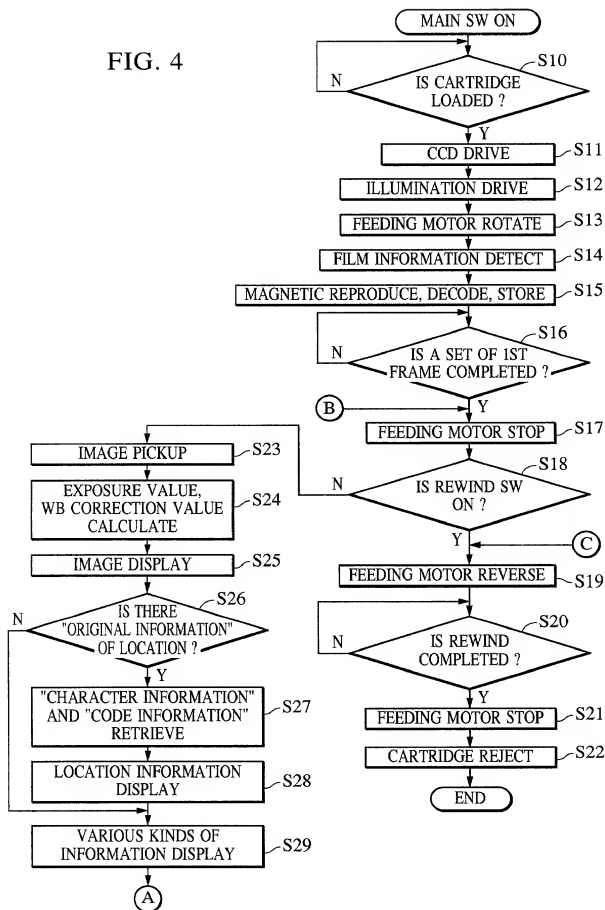 FIG. 4
MAIN SW ON
S10
IS CARTRIDGE
LOADED ?
N
Y
CCD DRIVE
S11
ILLUMINATION DRIVE
S12
FEEDING MOTOR ROTATE
S13
FILM INFORMATION DETECT
S14
MAGNETIC REPRODUCE, DECODE, STORE
S15
S16
IS A SET OF 1ST
FRAME COMPLETED ?
N
Y
B
FEEDING MOTOR STOP
S17
S18
IS REWIND SW
ON ?
N
Y
C
FEEDING MOTOR REVERSE
S19
S20
IS REWIND
COMPLETED ?
N
Y
FEEDING MOTOR STOP
S21
CARTRIDGE REJECT
S22
END
IMAGE PICKUP
S23
EXPOSURE VALUE,
WB CORRECTION VALUE
CALCULATE
S24
IMAGE DISPLAY
S25
S26
IS THERE
"ORIGINAL INFORMATION"
OF LOCATION ?
N
Y
"CHARACTER INFORMATION"
AND "CODE INFORMATION"
RETRIEVE
S27
LOCATION INFORMATION
DISPLAY
S28
VARIOUS KINDS OF
INFORMATION DISPLAY
S29
A